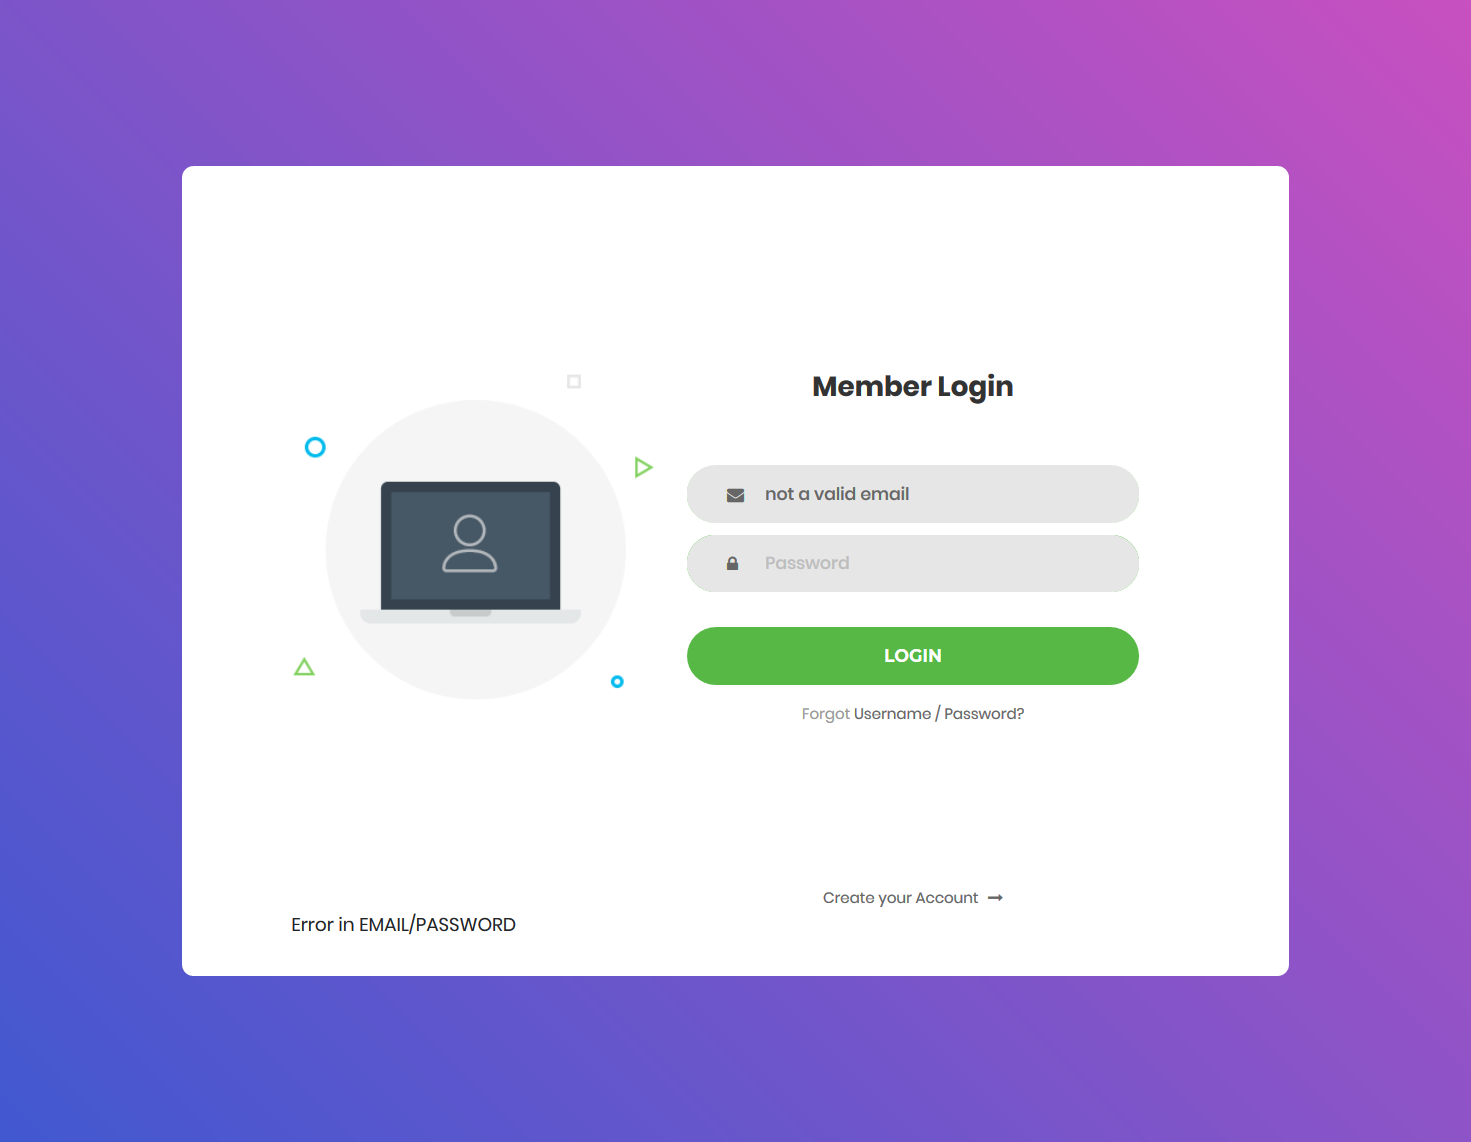 Member Login
not a valid email
Password
LOGIN
Forgot Username / Password?
Create your Account
Error in EMAIL/PASSWORD